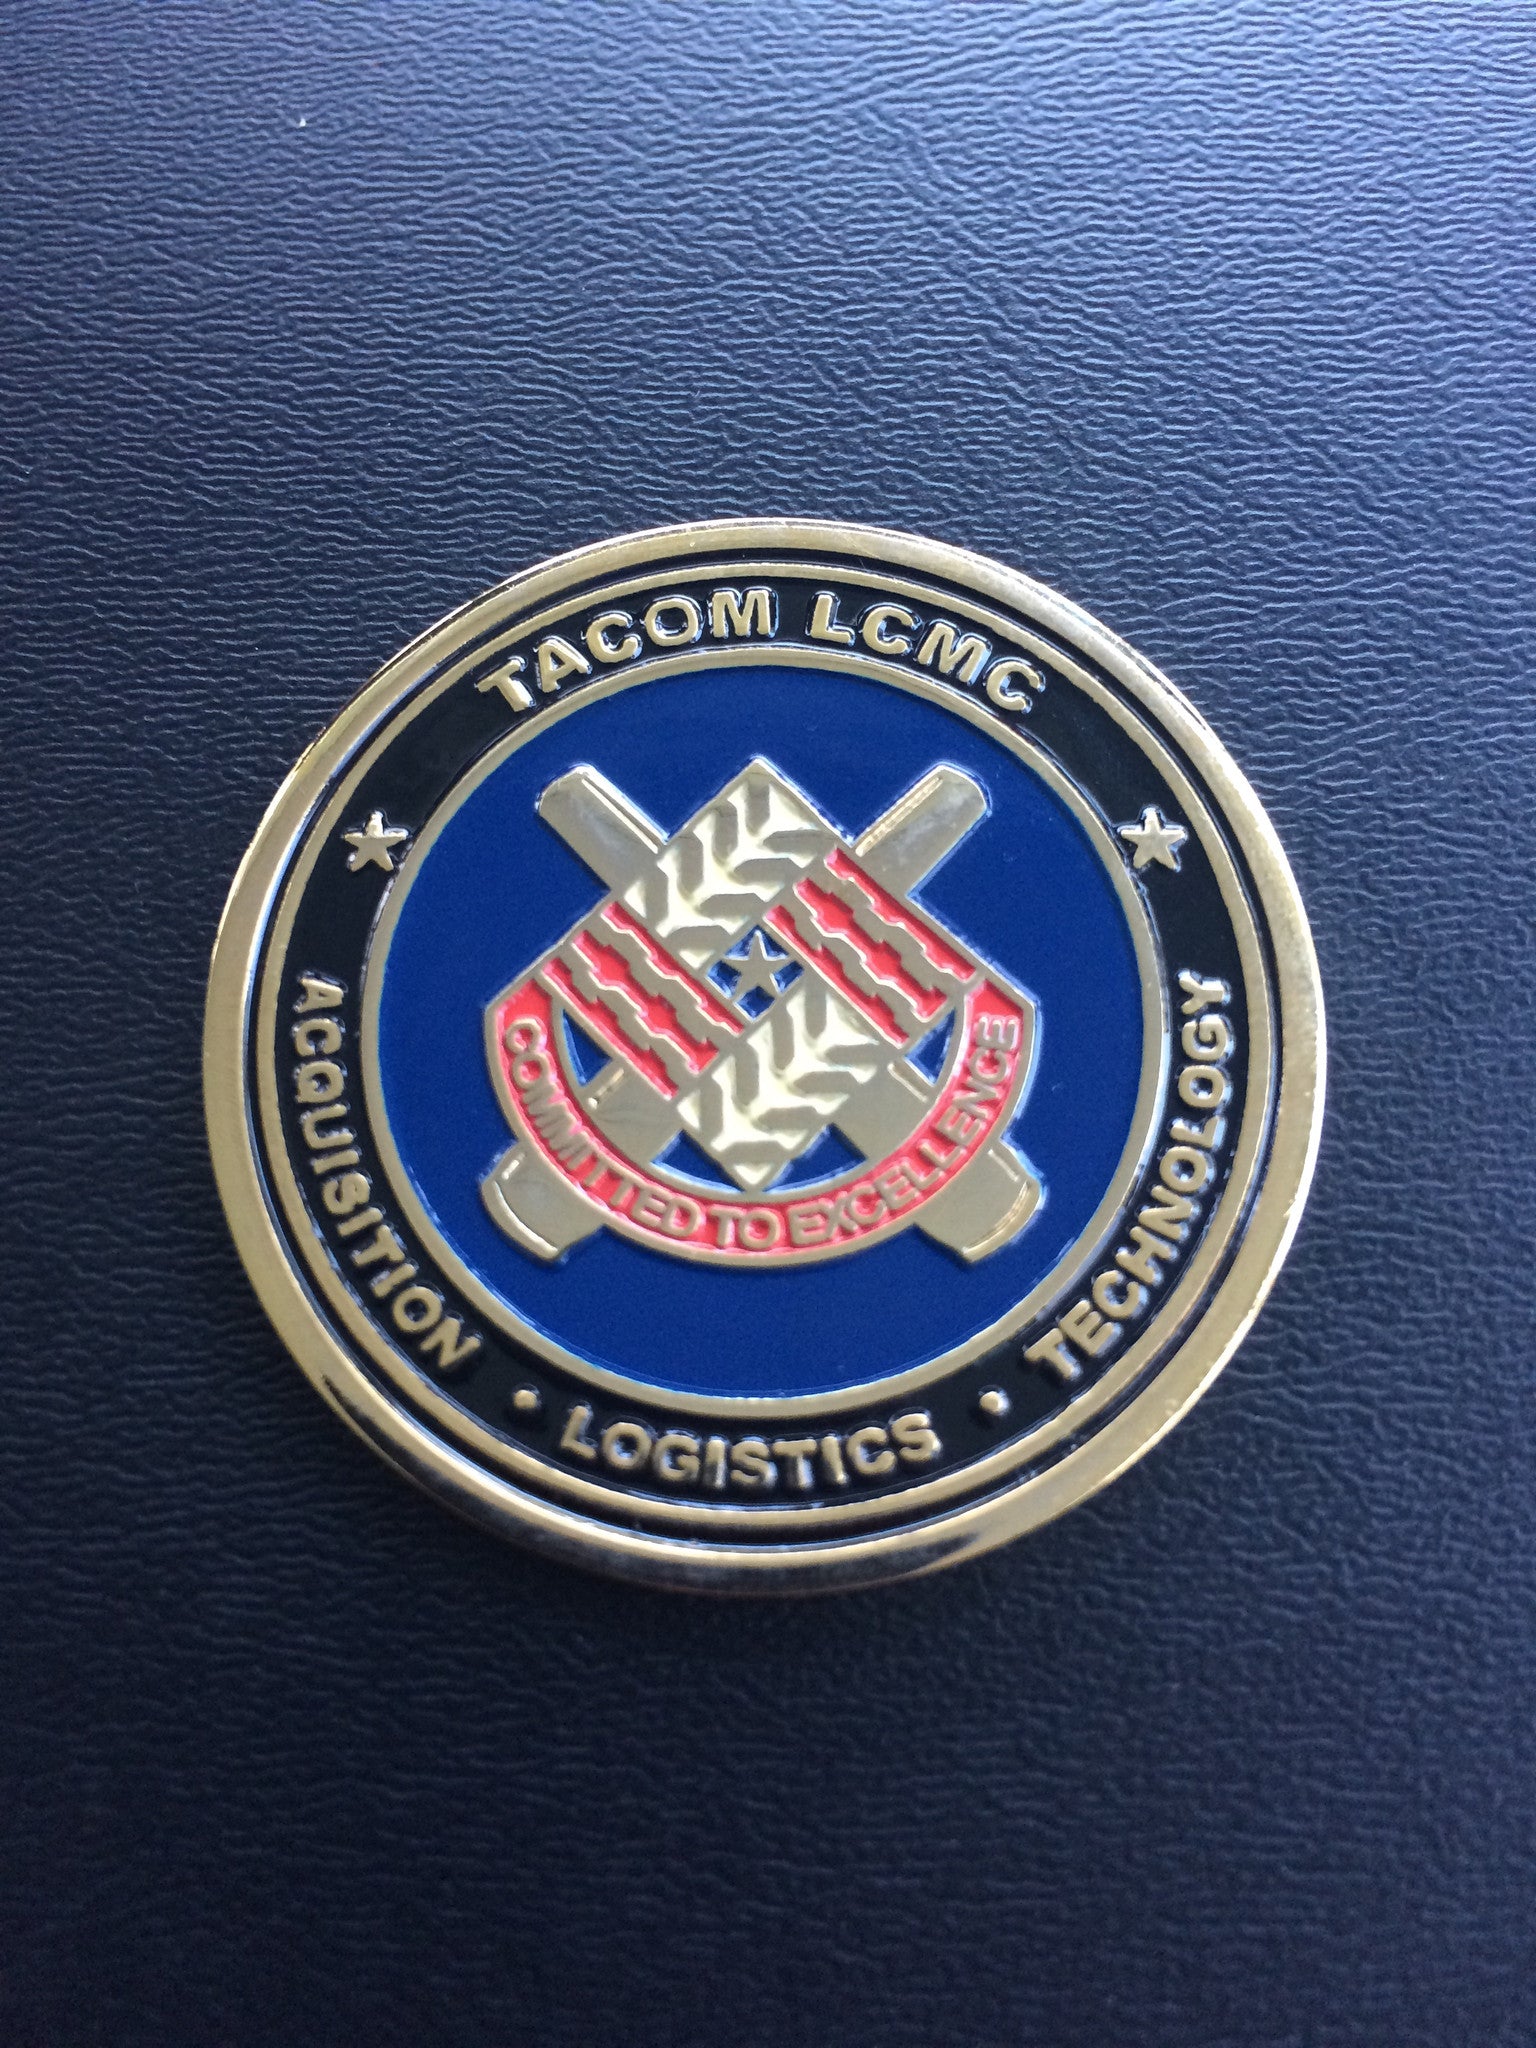 TACOM LCMC
COMMITTED TO EXCELLENCE
ACQUISITION • LOGISTICS • TECHNOLOGY